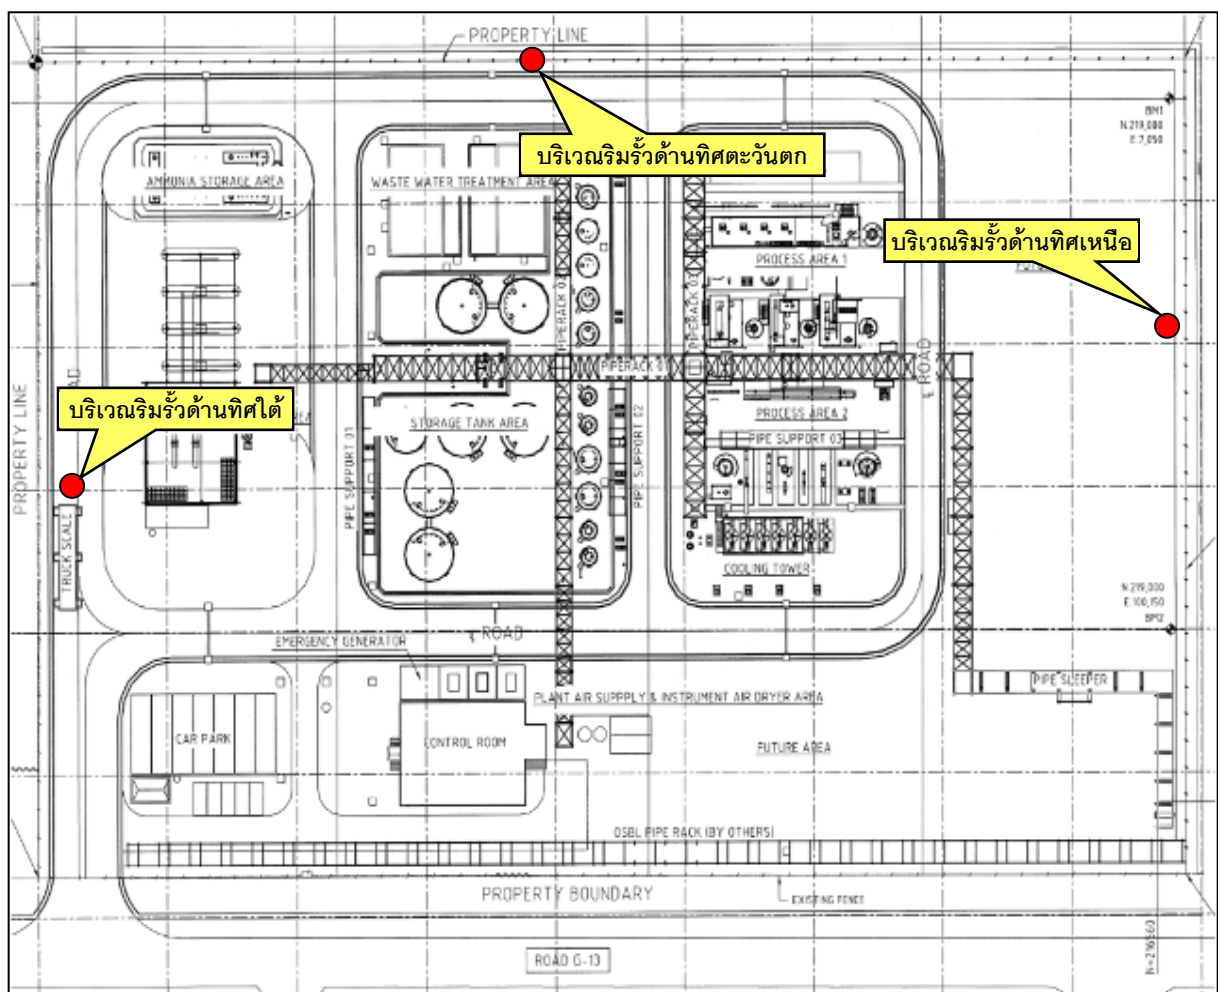 PROPERTY LINE
BM1
N.219,080
E.7,050
บริเวณริมรั้วด้านทิศตะวันตก
AMMONIA STORAGE AREA
WASTE WATER TREATMENT AREA
บริเวณริมรั้วด้านทิศเหนือ
PROCESS AREA 1
PIPERACK 02
PIPERACK 03
PIPERACK 01
ROAD
ROAD
PROPERTY LINE
บริเวณริมรั้วด้านทิศใต้
STORAGE TANK AREA
PROCESS AREA 2
PIPE SUPPORT 03
PIPE SUPPORT 01
PIPE SUPPORT 02
TRUCK SCALE
COOLING TOWER
N.219,000
E.100,150
BM2
ROAD
EMERGENCY GENERATOR
PIPE SLEEPER
PLANT AIR SUPPPLY & INSTRUMENT AIR DRYER AREA
CAR PARK
CONTROL ROOM
FUTURE AREA
OSBL PIPE RACK (BY OTHERS)
PROPERTY BOUNDARY
EXISTING FENCE
ROAD G-13
N=216560